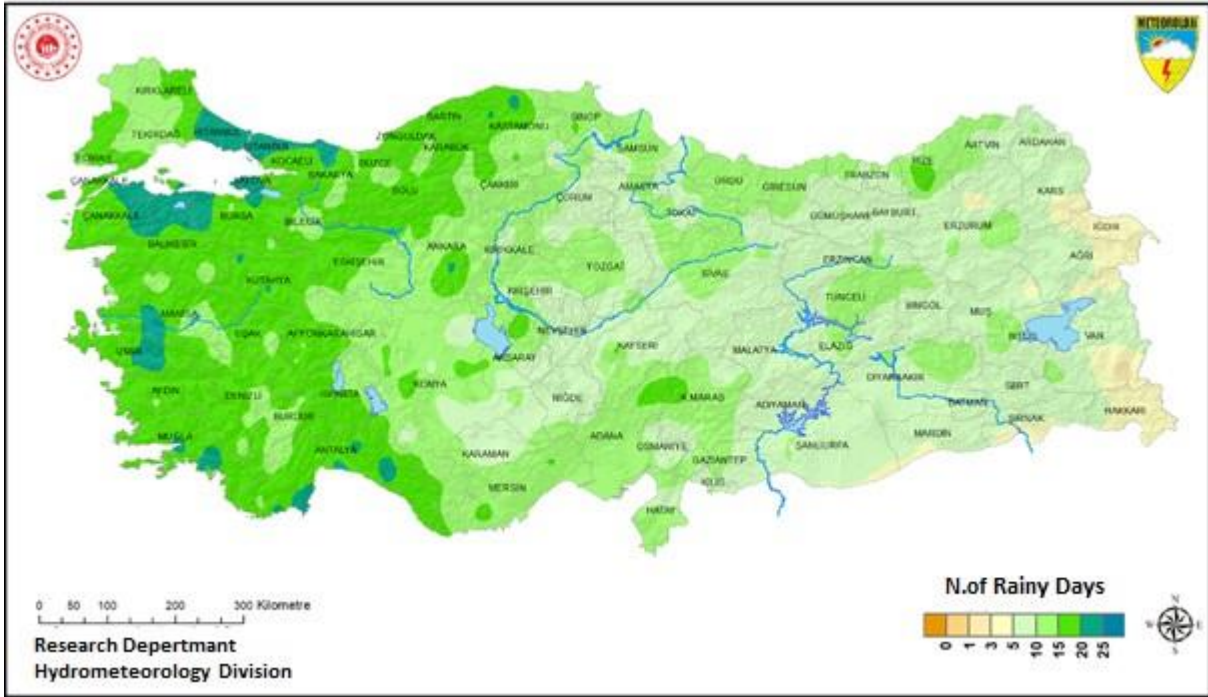 METEOROLOJİ
KIRKLARELİ
TEKİRDAĞ
İSTANBUL
İSTANBUL
EDİRNE
KOCAELİ
YALOVA
SAKARYA
DÜZCE
ZONGULDAK
BARTIN
KARABÜK
KASTAMONU
SİNOP
SAMSUN
ORDU
GİRESUN
TRABZON
RİZE
ARTVİN
ARDAHAN
ÇANAKKALE
ÇANAKKALE
BURSA
BİLECİK
BOLU
ÇANKIRI
ÇORUM
AMASYA
TOKAT
GÜMÜŞHANE
BAYBURT
ERZURUM
KARS
IĞDIR
BALIKESİR
KÜTAHYA
ESKİŞEHİR
ANKARA
KIRIKKALE
YOZGAT
SİVAS
ERZİNCAN
AĞRI
KIRŞEHİR
TUNCELİ
BİNGÖL
MUŞ
MANİSA
UŞAK
AFYONKARAHİSAR
NEVŞEHİR
KAYSERİ
MALATYA
ELAZIĞ
BİTLİS
VAN
İZMİR
AKSARAY
DİYARBAKIR
SİİRT
AYDIN
DENİZLİ
ISPARTA
KONYA
NİĞDE
K.MARAŞ
ADIYAMAN
BATMAN
ŞIRNAK
HAKKARİ
BURDUR
MUĞLA
ANTALYA
KARAMAN
ADANA
OSMANİYE
GAZİANTEP
ŞANLIURFA
MARDİN
MERSİN
KİLİS
HATAY
0 50 100 200 300 Kilometre
Research Depertmant
Hydrometeorology Division
N.of Rainy Days
0 1 3 5 10 15 20 25
N
W E
S